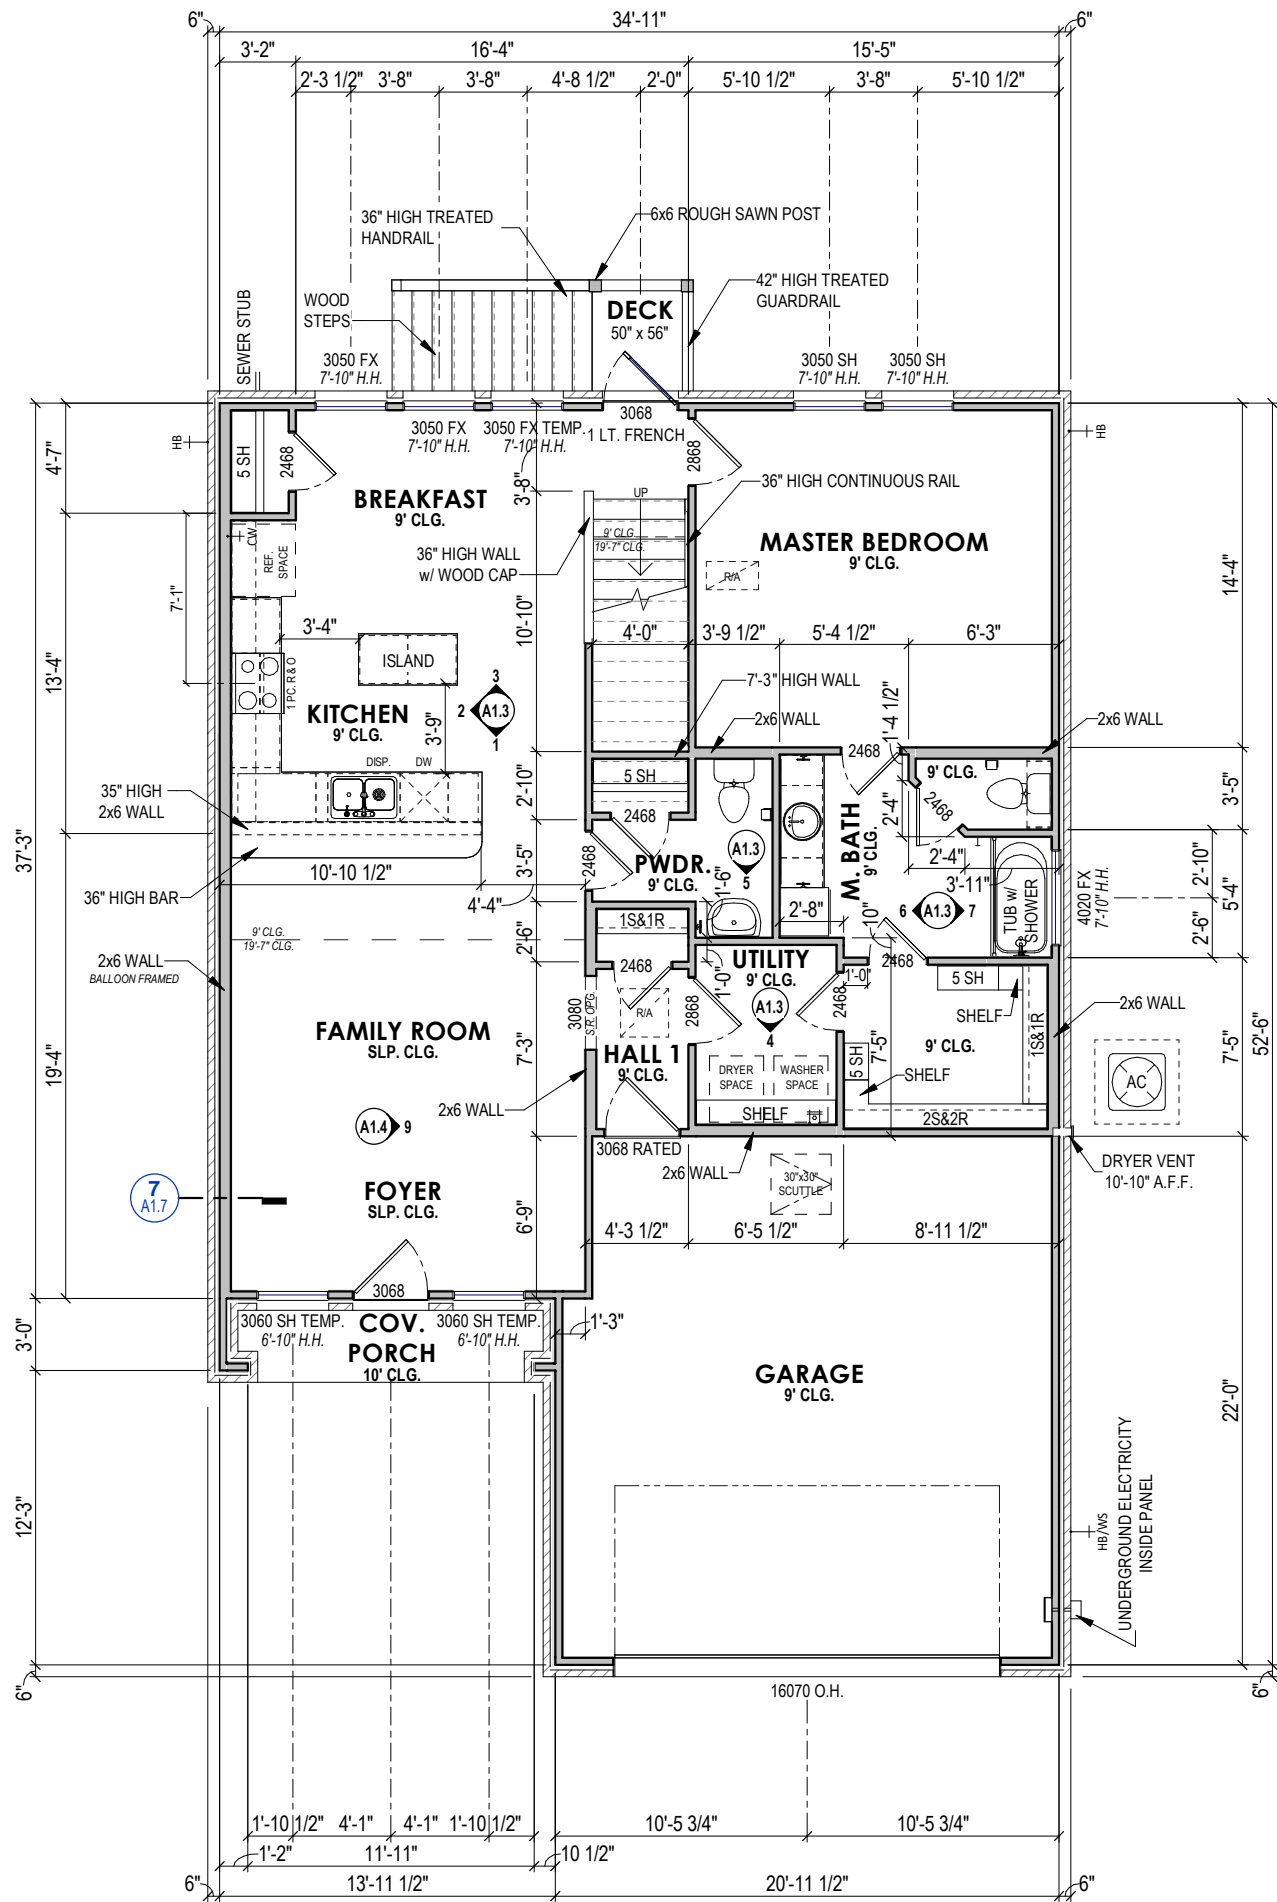 6" 34'-11" 6"
3'-2" 16'-4" 15'-5"
2'-3 1/2" 3'-8" 3'-8" 4'-8 1/2" 2'-0" 5'-10 1/2" 3'-8" 5'-10 1/2"
36" HIGH TREATED
HANDRAIL
6x6 ROUGH SAWN POST
42" HIGH TREATED
GUARDRAIL
WOOD
STEPS
DECK
50" x 56"
SEWER STUB
3050 FX
7'-10" H.H.
3050 SH
7'-10" H.H.
3050 SH
7'-10" H.H.
3050 FX
7'-10" H.H.
3050 FX TEMP.
7'-10" H.H.
3068
1 LT. FRENCH
HB
HB
5 SH
2468
2868
4'-7"
3'-8"
BREAKFAST
9' CLG.
UP
36" HIGH CONTINUOUS RAIL
9' CLG.
19'-7" CLG.
36" HIGH WALL
w/ WOOD CAP
MASTER BEDROOM
9' CLG.
R/A
CW
REF.
SPACE
7'-1"
13'-4"
10'-10"
14'-4"
3'-4"
ISLAND
4'-0" 3'-9 1/2" 5'-4 1/2" 6'-3"
1 PC. R & O
KITCHEN
9' CLG.
3
2 A1.3
1
3'-9"
7'-3" HIGH WALL
2x6 WALL
1'-4 1/2"
2x6 WALL
DISP. DW
35" HIGH
2x6 WALL
36" HIGH BAR
5 SH
2468
2468
2'-10"
2468
9' CLG.
2468
2'-4"
3'-5"
M. BATH
9' CLG.
PWDR.
9' CLG.
A1.3
5
1'-6"
3'-5"
10'-10 1/2"
4'-4"
2'-4"
3'-11"
TUB w/
SHOWER
6 A1.3 7
2'-8"
10"
4020 FX
7'-10" H.H.
2'-10"
5'-4"
2'-6"
37'-3"
9' CLG.
19'-7" CLG.
2x6 WALL
BALLOON FRAMED
1S&1R
2468
2'-6"
1'-0"
UTILITY
9' CLG.
A1.3
4
2468
1'-0"
2468
5 SH
SHELF
1S&1R
2x6 WALL
52'-6"
FAMILY ROOM
SLP. CLG.
3080
S.R. OPG.
R/A
2868
HALL 1
9' CLG.
7'-3"
DRYER
SPACE
WASHER
SPACE
SHELF
5 SH
7'-5"
9' CLG.
SHELF
2S&2R
7'-5"
AC
19'-4"
2x6 WALL
A1.4 9
3068 RATED
2x6 WALL
30"x30"
SCUTTLE
DRYER VENT
10'-10" A.F.F.
7
A1.7
FOYER
SLP. CLG.
6'-9"
4'-3 1/2" 6'-5 1/2" 8'-11 1/2"
3068
3060 SH TEMP.
6'-10" H.H.
3060 SH TEMP.
6'-10" H.H.
COV.
PORCH
10' CLG.
1'-3"
3'-0"
GARAGE
9' CLG.
22'-0"
12'-3"
HB/WS
UNDERGROUND ELECTRICITY
INSIDE PANEL
6"
6"
16070 O.H.
1'-10 1/2" 4'-1" 4'-1" 1'-10 1/2" 10'-5 3/4" 10'-5 3/4"
1'-2" 11'-11" 10 1/2"
6" 13'-11 1/2" 20'-11 1/2" 6"